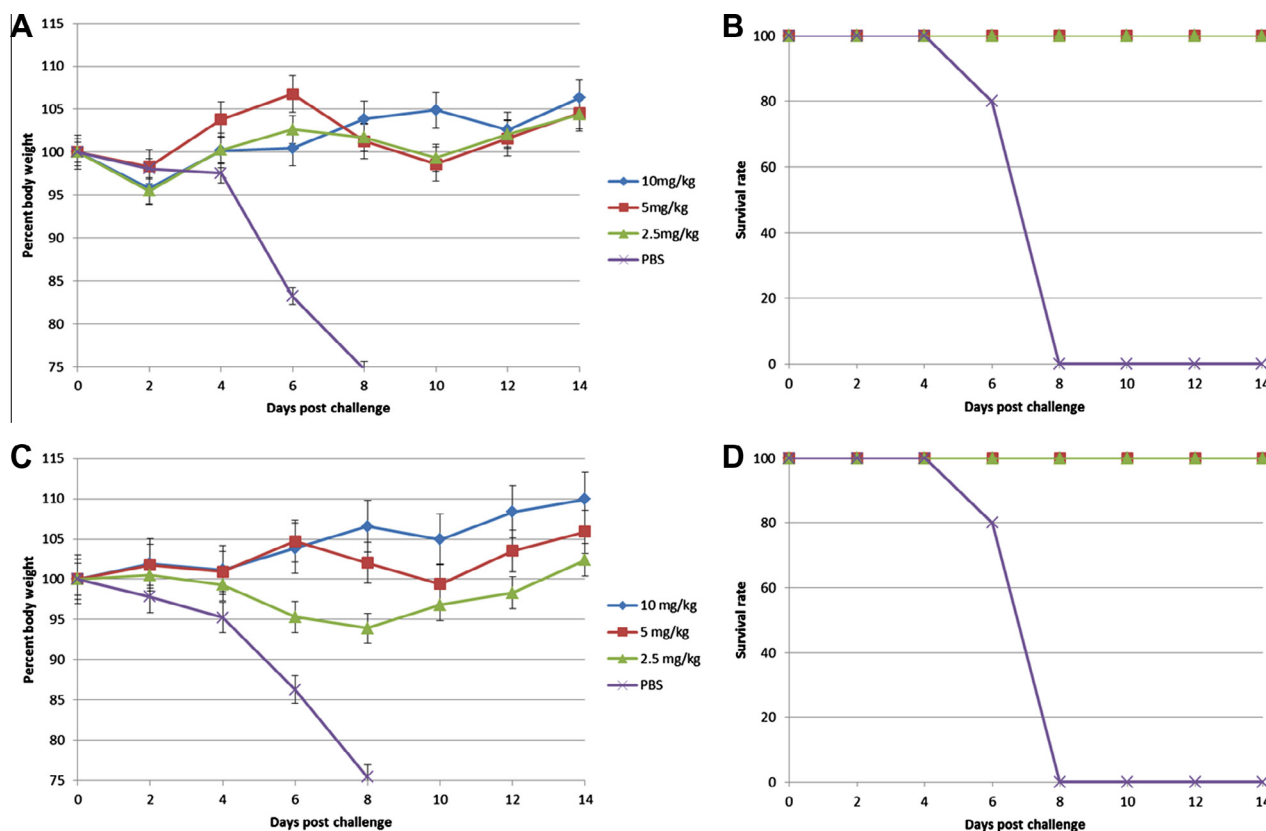 A
115
110
105
100
95
90
85
80
75
Percent body weight
0 2 4 6 8 10 12 14
Days post challenge
10mg/kg
5mg/kg
2.5mg/kg
PBS
B
100
80
60
40
20
0
Survival rate
0 2 4 6 8 10 12 14
Days post challenge
C
115
110
105
100
95
90
85
80
75
Percent body weight
0 2 4 6 8 10 12 14
Days post challenge
10 mg/kg
5 mg/kg
2.5 mg/kg
PBS
D
100
80
60
40
20
0
Survival rate
0 2 4 6 8 10 12 14
Days post challenge